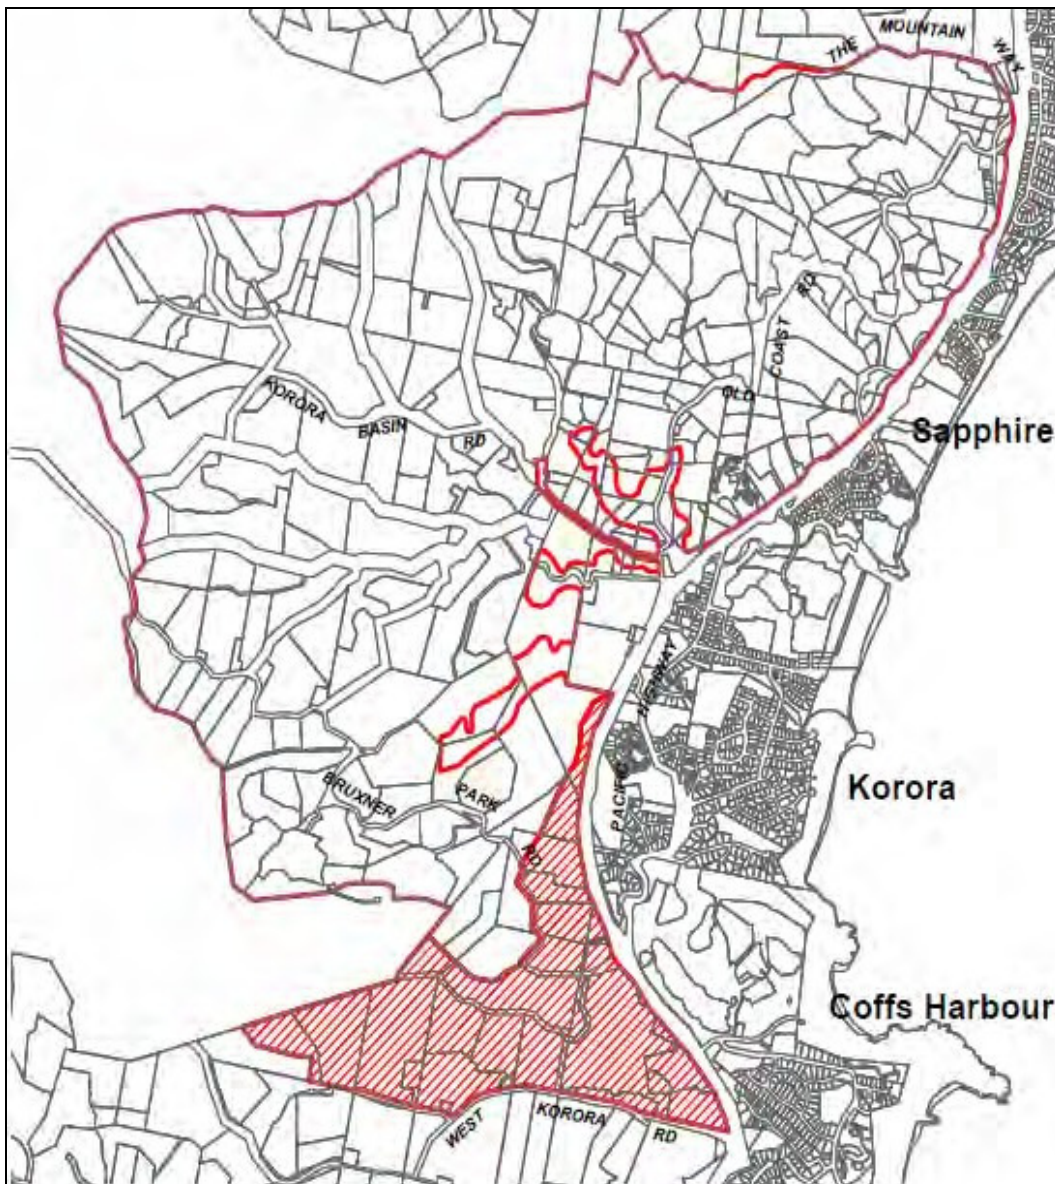 THE MOUNTAIN WAY
OLD COAST RD
KORORA BASIN RD
Sapphire
PACIFIC HIGHWAY
Korora
BRUXNER PARK RD
Coffs Harbour
WEST KORORA RD